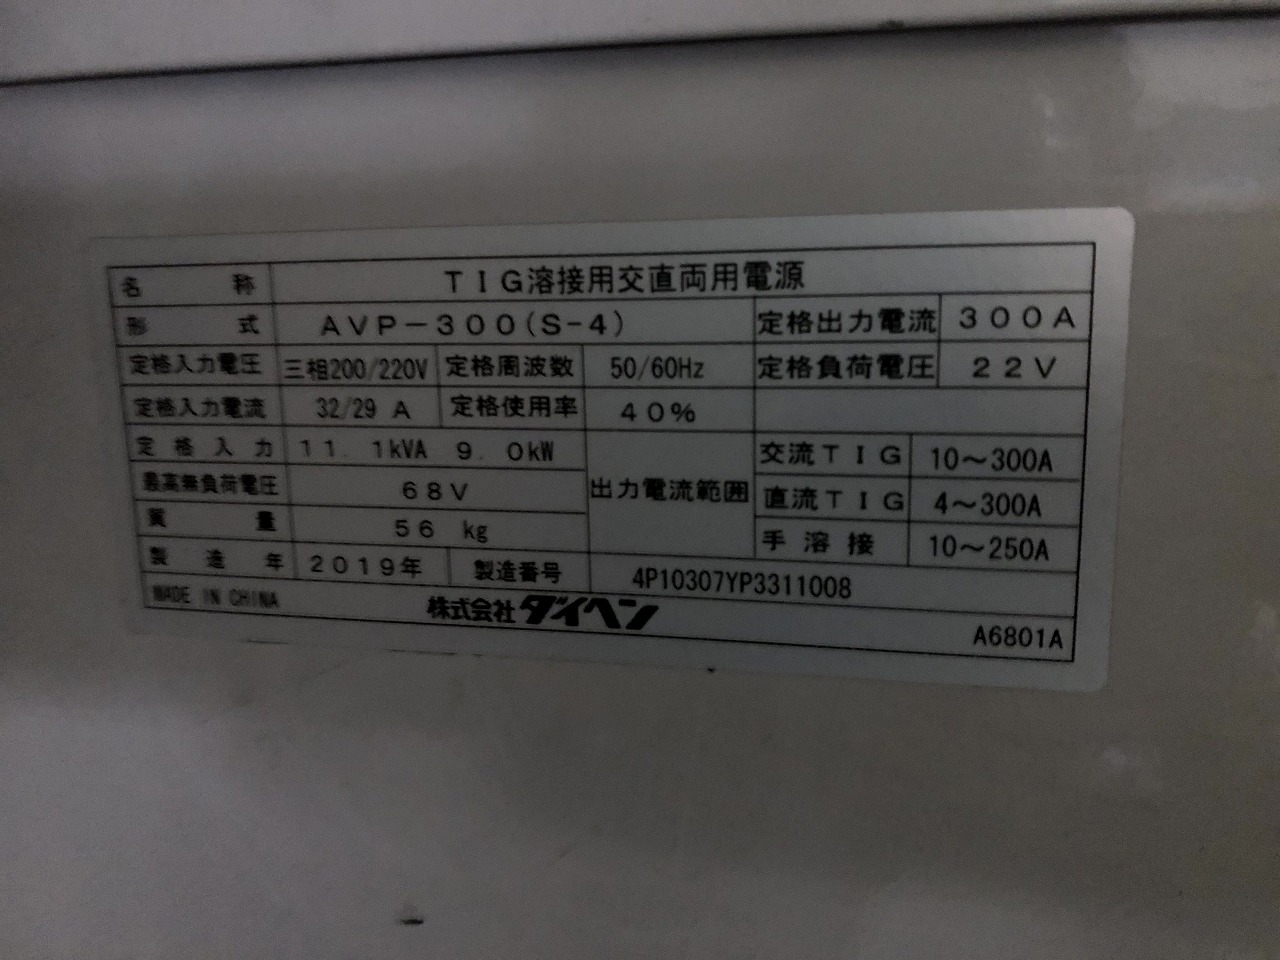 名 称 TIG溶接用交直両用電源
形 式 AVP-300(S-4) 定格出力電流 300A
定格入力電圧 三相200/220V 定格周波数 50/60Hz 定格負荷電圧 22V
定格入力電流 32/29 A 定格使用率 40%
定格入力 11.1kVA 9.0kW 出力電流範囲 交流TIG 10～300A
最高無負荷電圧 68V 直流TIG 4～300A
質 量 56 kg 手溶接 10～250A
製 造 年 2019年 製造番号 4P10307YP3311008
MADE IN CHINA 株式会社ダイヘン A6801A